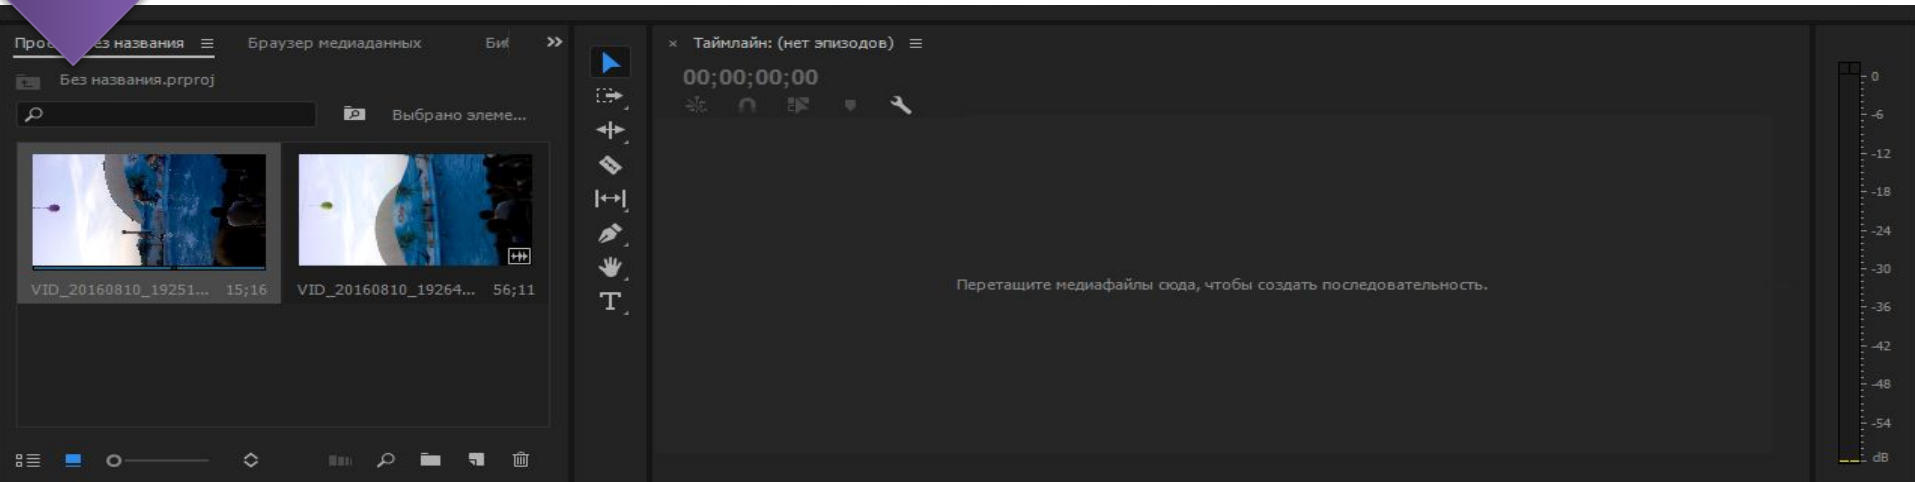 названия
Браузер медиаданных
Таймлайн: (нет эпизодов)
Без названия.prproj
00;00;00;00
Выбрано элеме...
VID_20160810_19251... 15;16
VID_20160810_19264... 56;11
T
Перетащите медиафайлы сюда, чтобы создать последовательность.
0
-6
-12
-18
-24
-30
-36
-42
-48
-54
dB